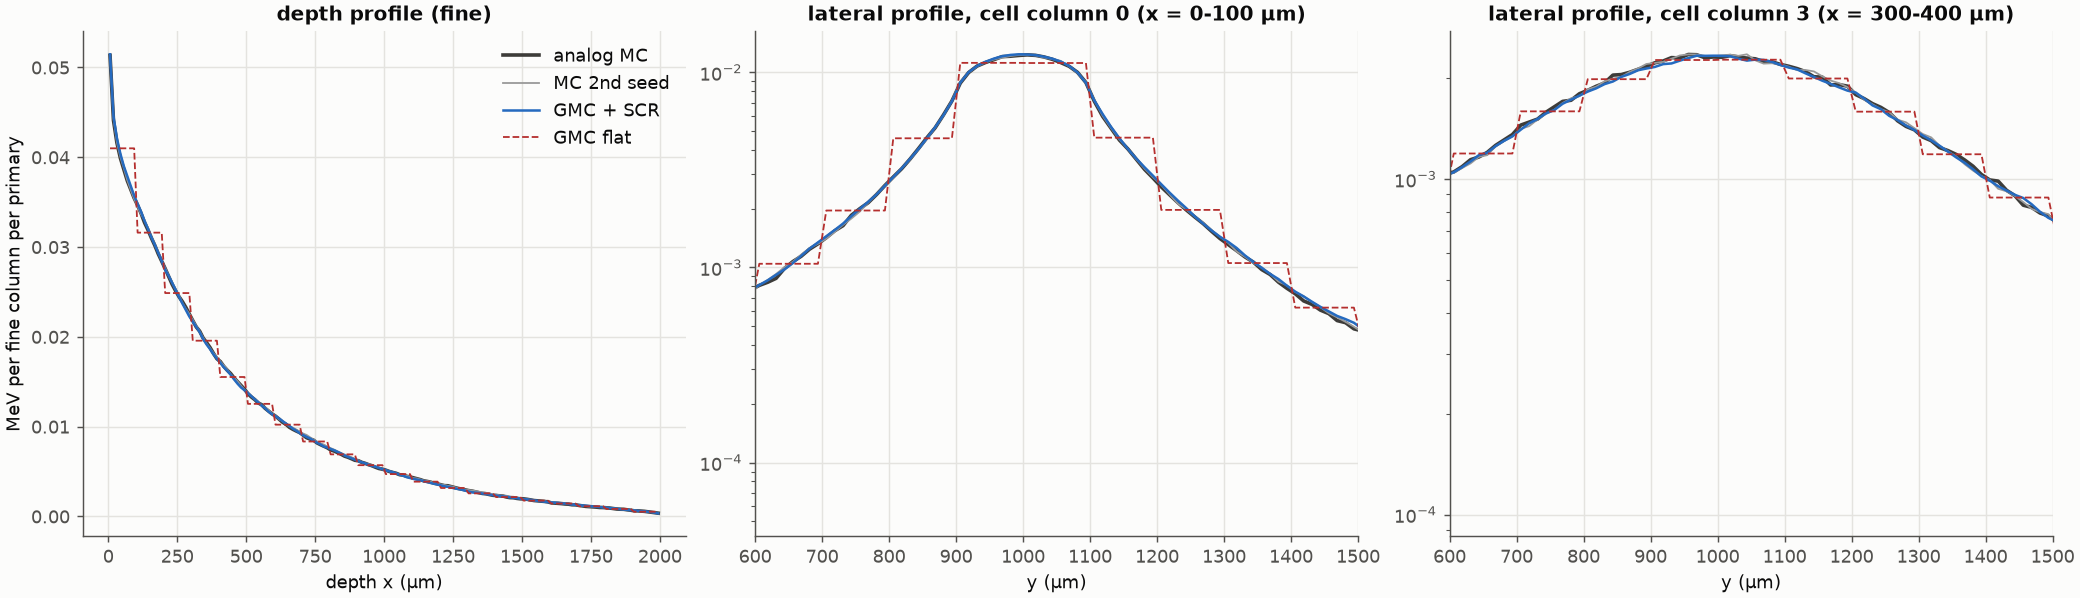 depth profile (fine)
MeV per fine column per primary
0.05
0.04
0.03
0.02
0.01
0.00
analog MC
MC 2nd seed
GMC + SCR
GMC flat
0 250 500 750 1000 1250 1500 1750 2000
depth x (µm)
lateral profile, cell column 0 (x = 0-100 µm)
10⁻²
10⁻³
10⁻⁴
600 700 800 900 1000 1100 1200 1300 1400 1500
y (µm)
lateral profile, cell column 3 (x = 300-400 µm)
10⁻³
10⁻⁴
600 700 800 900 1000 1100 1200 1300 1400 1500
y (µm)